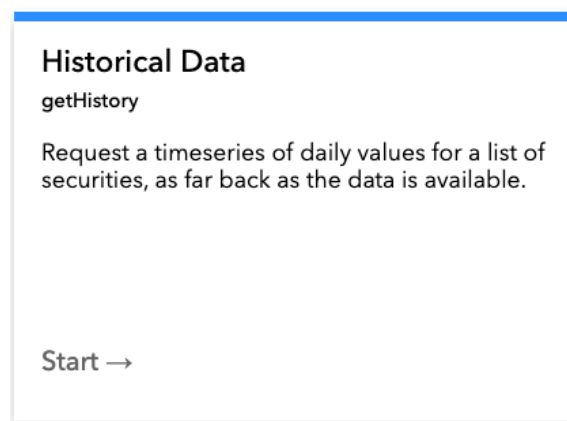 Historical Data
getHistory
Request a timeseries of daily values for a list of
securities, as far back as the data is available.
Start →